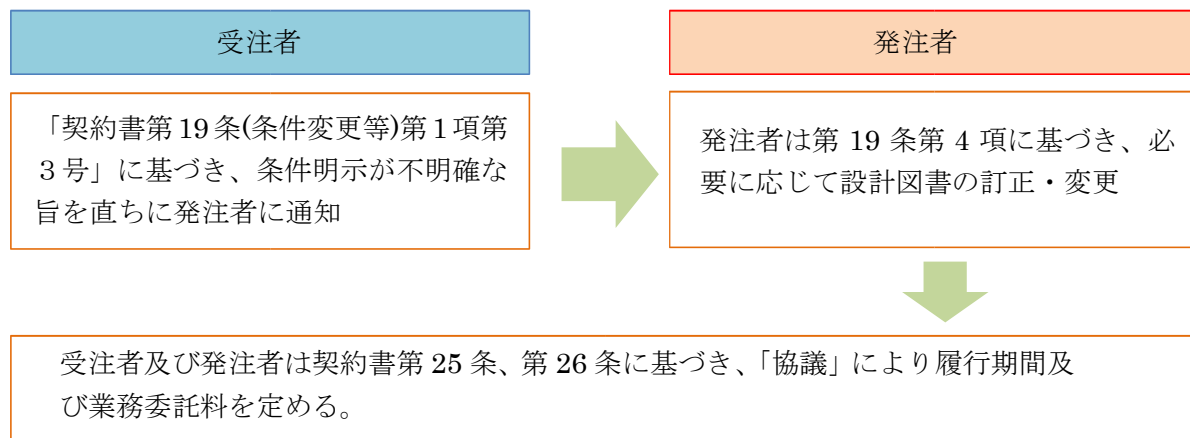 受注者
発注者
「契約書第19条(条件変更等)第１項第
３号」に基づき、条件明示が不明確な
旨を直ちに発注者に通知
発注者は第 19 条第 4 項に基づき、必
要に応じて設計図書の訂正・変更
受注者及び発注者は契約書第 25 条、第 26 条に基づき、「協議」により履行期間及
び業務委託料を定める。